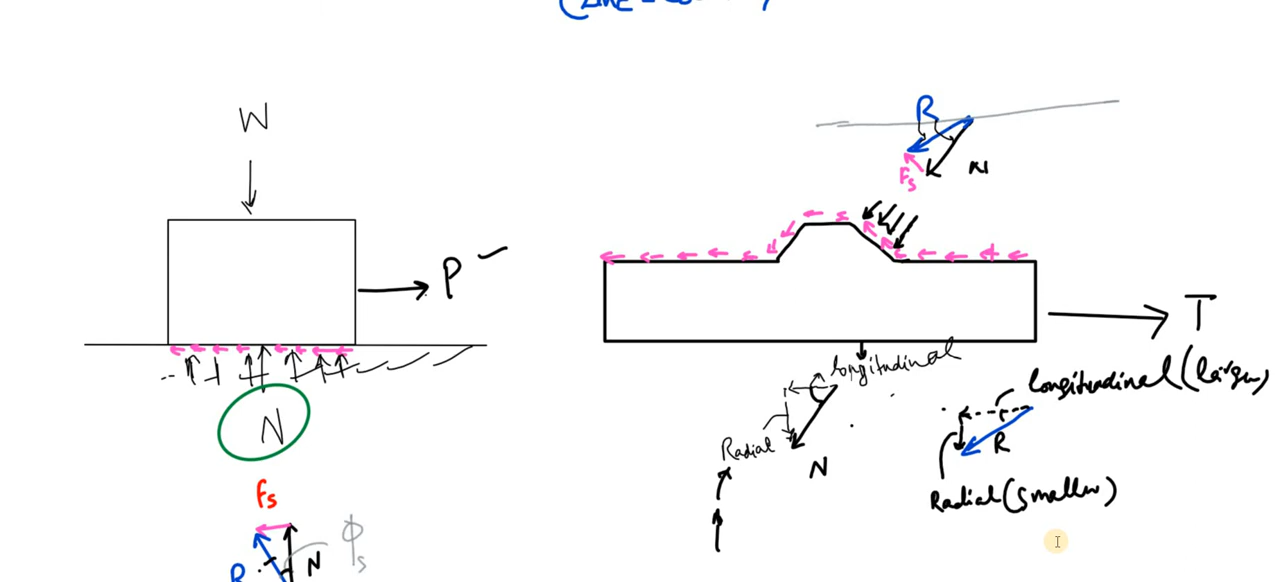 W
P
N
Fs
R
N
ϕs
R
Fs
N
T
longitudinal
Radial
N
longitudinal (larger)
R
Radial (smaller)